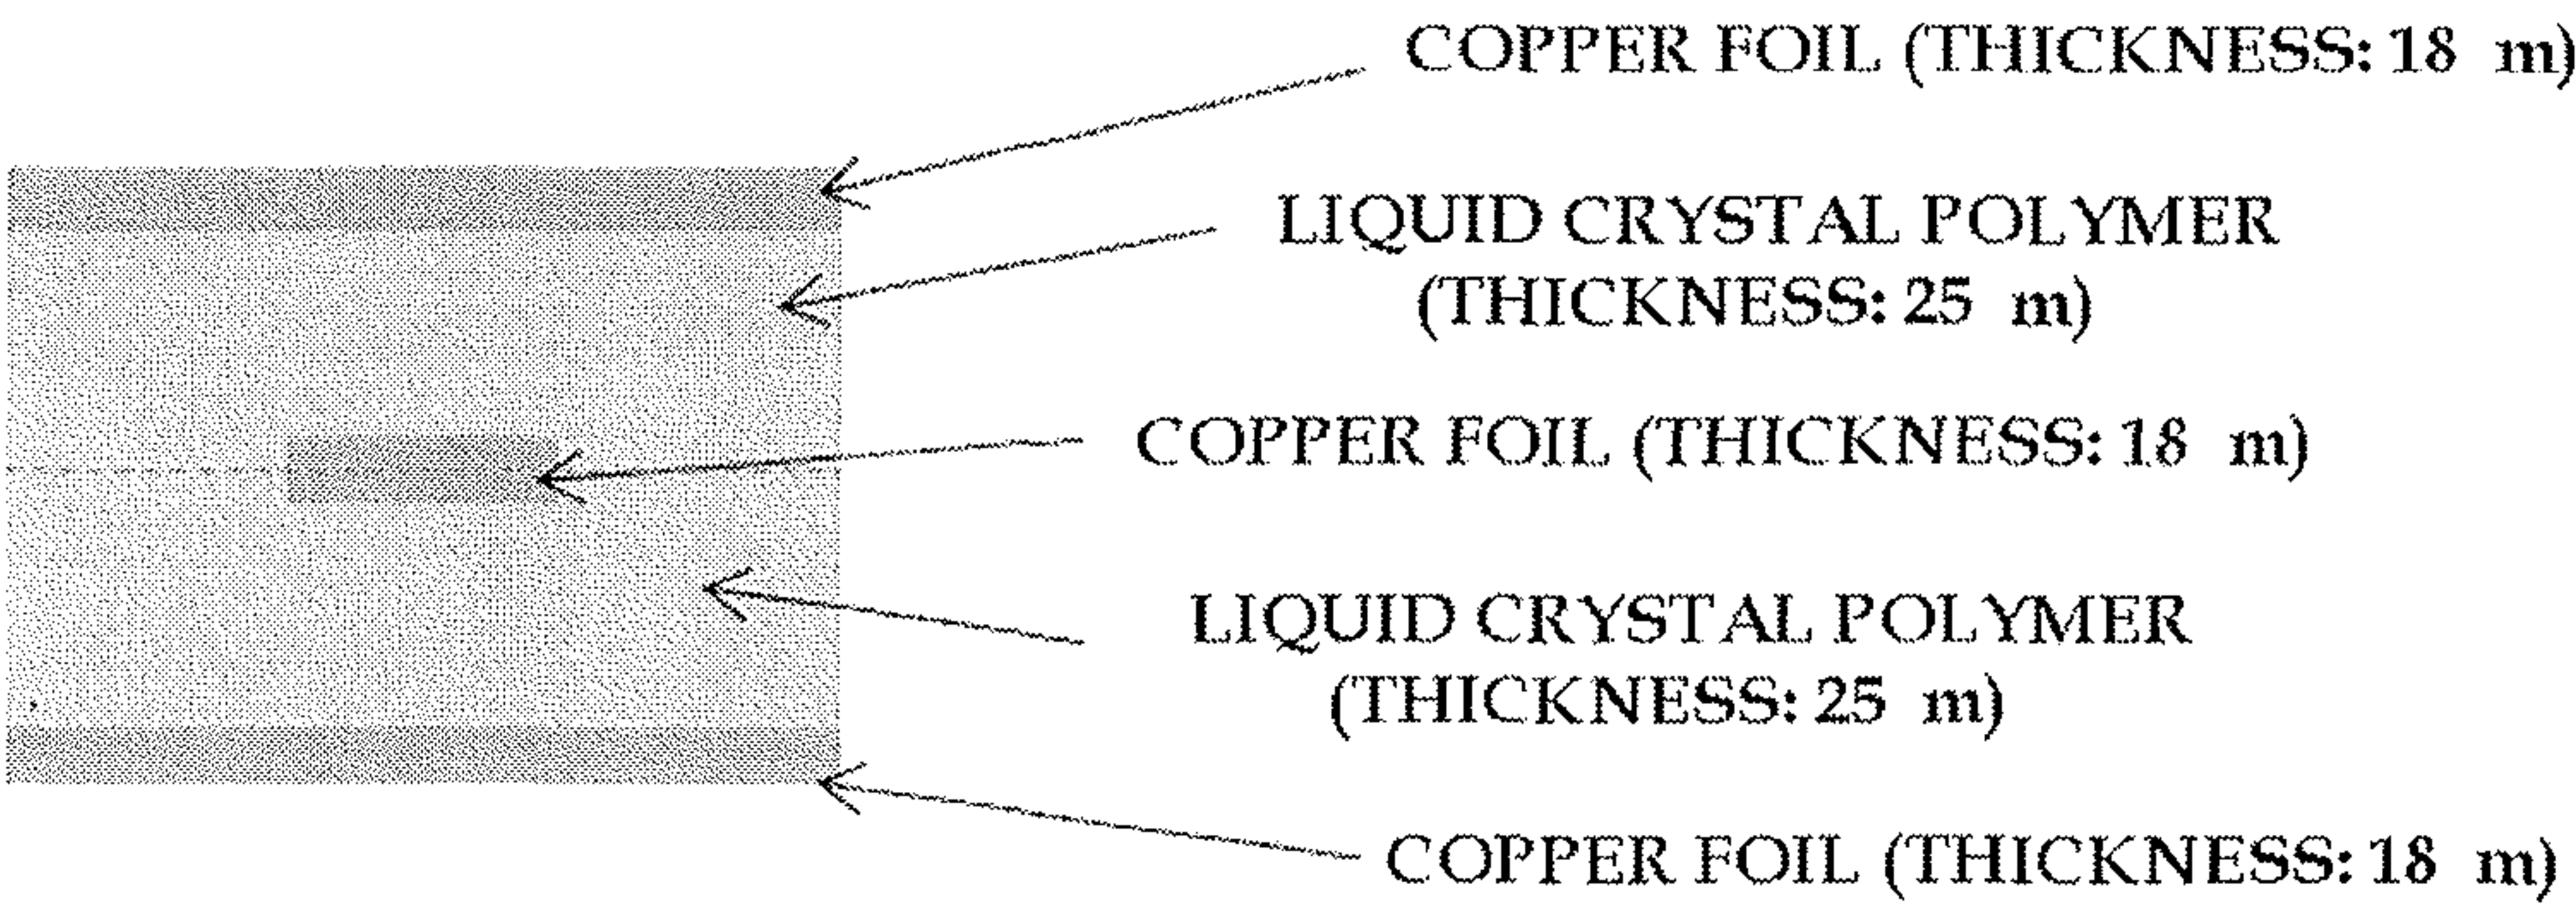 COPPER FOIL (THICKNESS: 18 m)
LIQUID CRYSTAL POLYMER
(THICKNESS: 25 m)
COPPER FOIL (THICKNESS: 18 m)
LIQUID CRYSTAL POLYMER
(THICKNESS: 25 m)
COPPER FOIL (THICKNESS: 18 m)